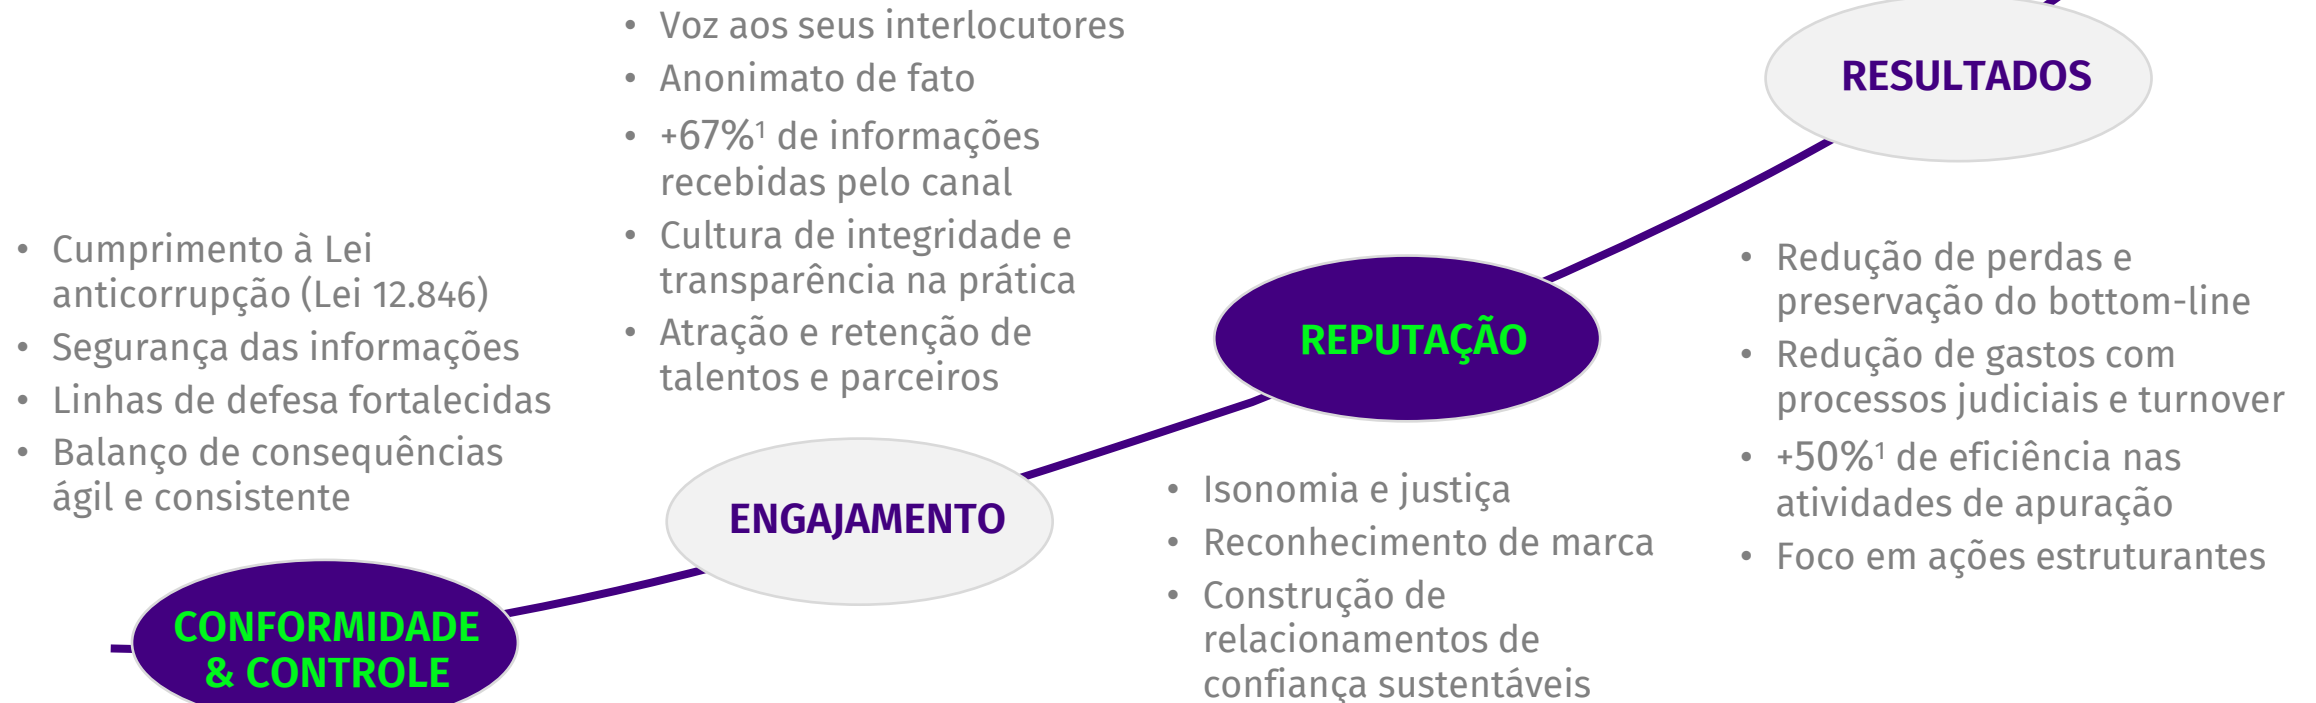 • Cumprimento à Lei
anticorrupção (Lei 12.846)
• Segurança das informações
• Linhas de defesa fortalecidas
• Balanço de consequências
ágil e consistente
CONFORMIDADE
& CONTROLE
• Voz aos seus interlocutores
• Anonimato de fato
• +67%¹ de informações
recebidas pelo canal
• Cultura de integridade e
transparência na prática
• Atração e retenção de
talentos e parceiros
ENGAJAMENTO
REPUTAÇÃO
• Isonomia e justiça
• Reconhecimento de marca
• Construção de
relacionamentos de
confiança sustentáveis
RESULTADOS
• Redução de perdas e
preservação do bottom-line
• Redução de gastos com
processos judiciais e turnover
• +50%¹ de eficiência nas
atividades de apuração
• Foco em ações estruturantes